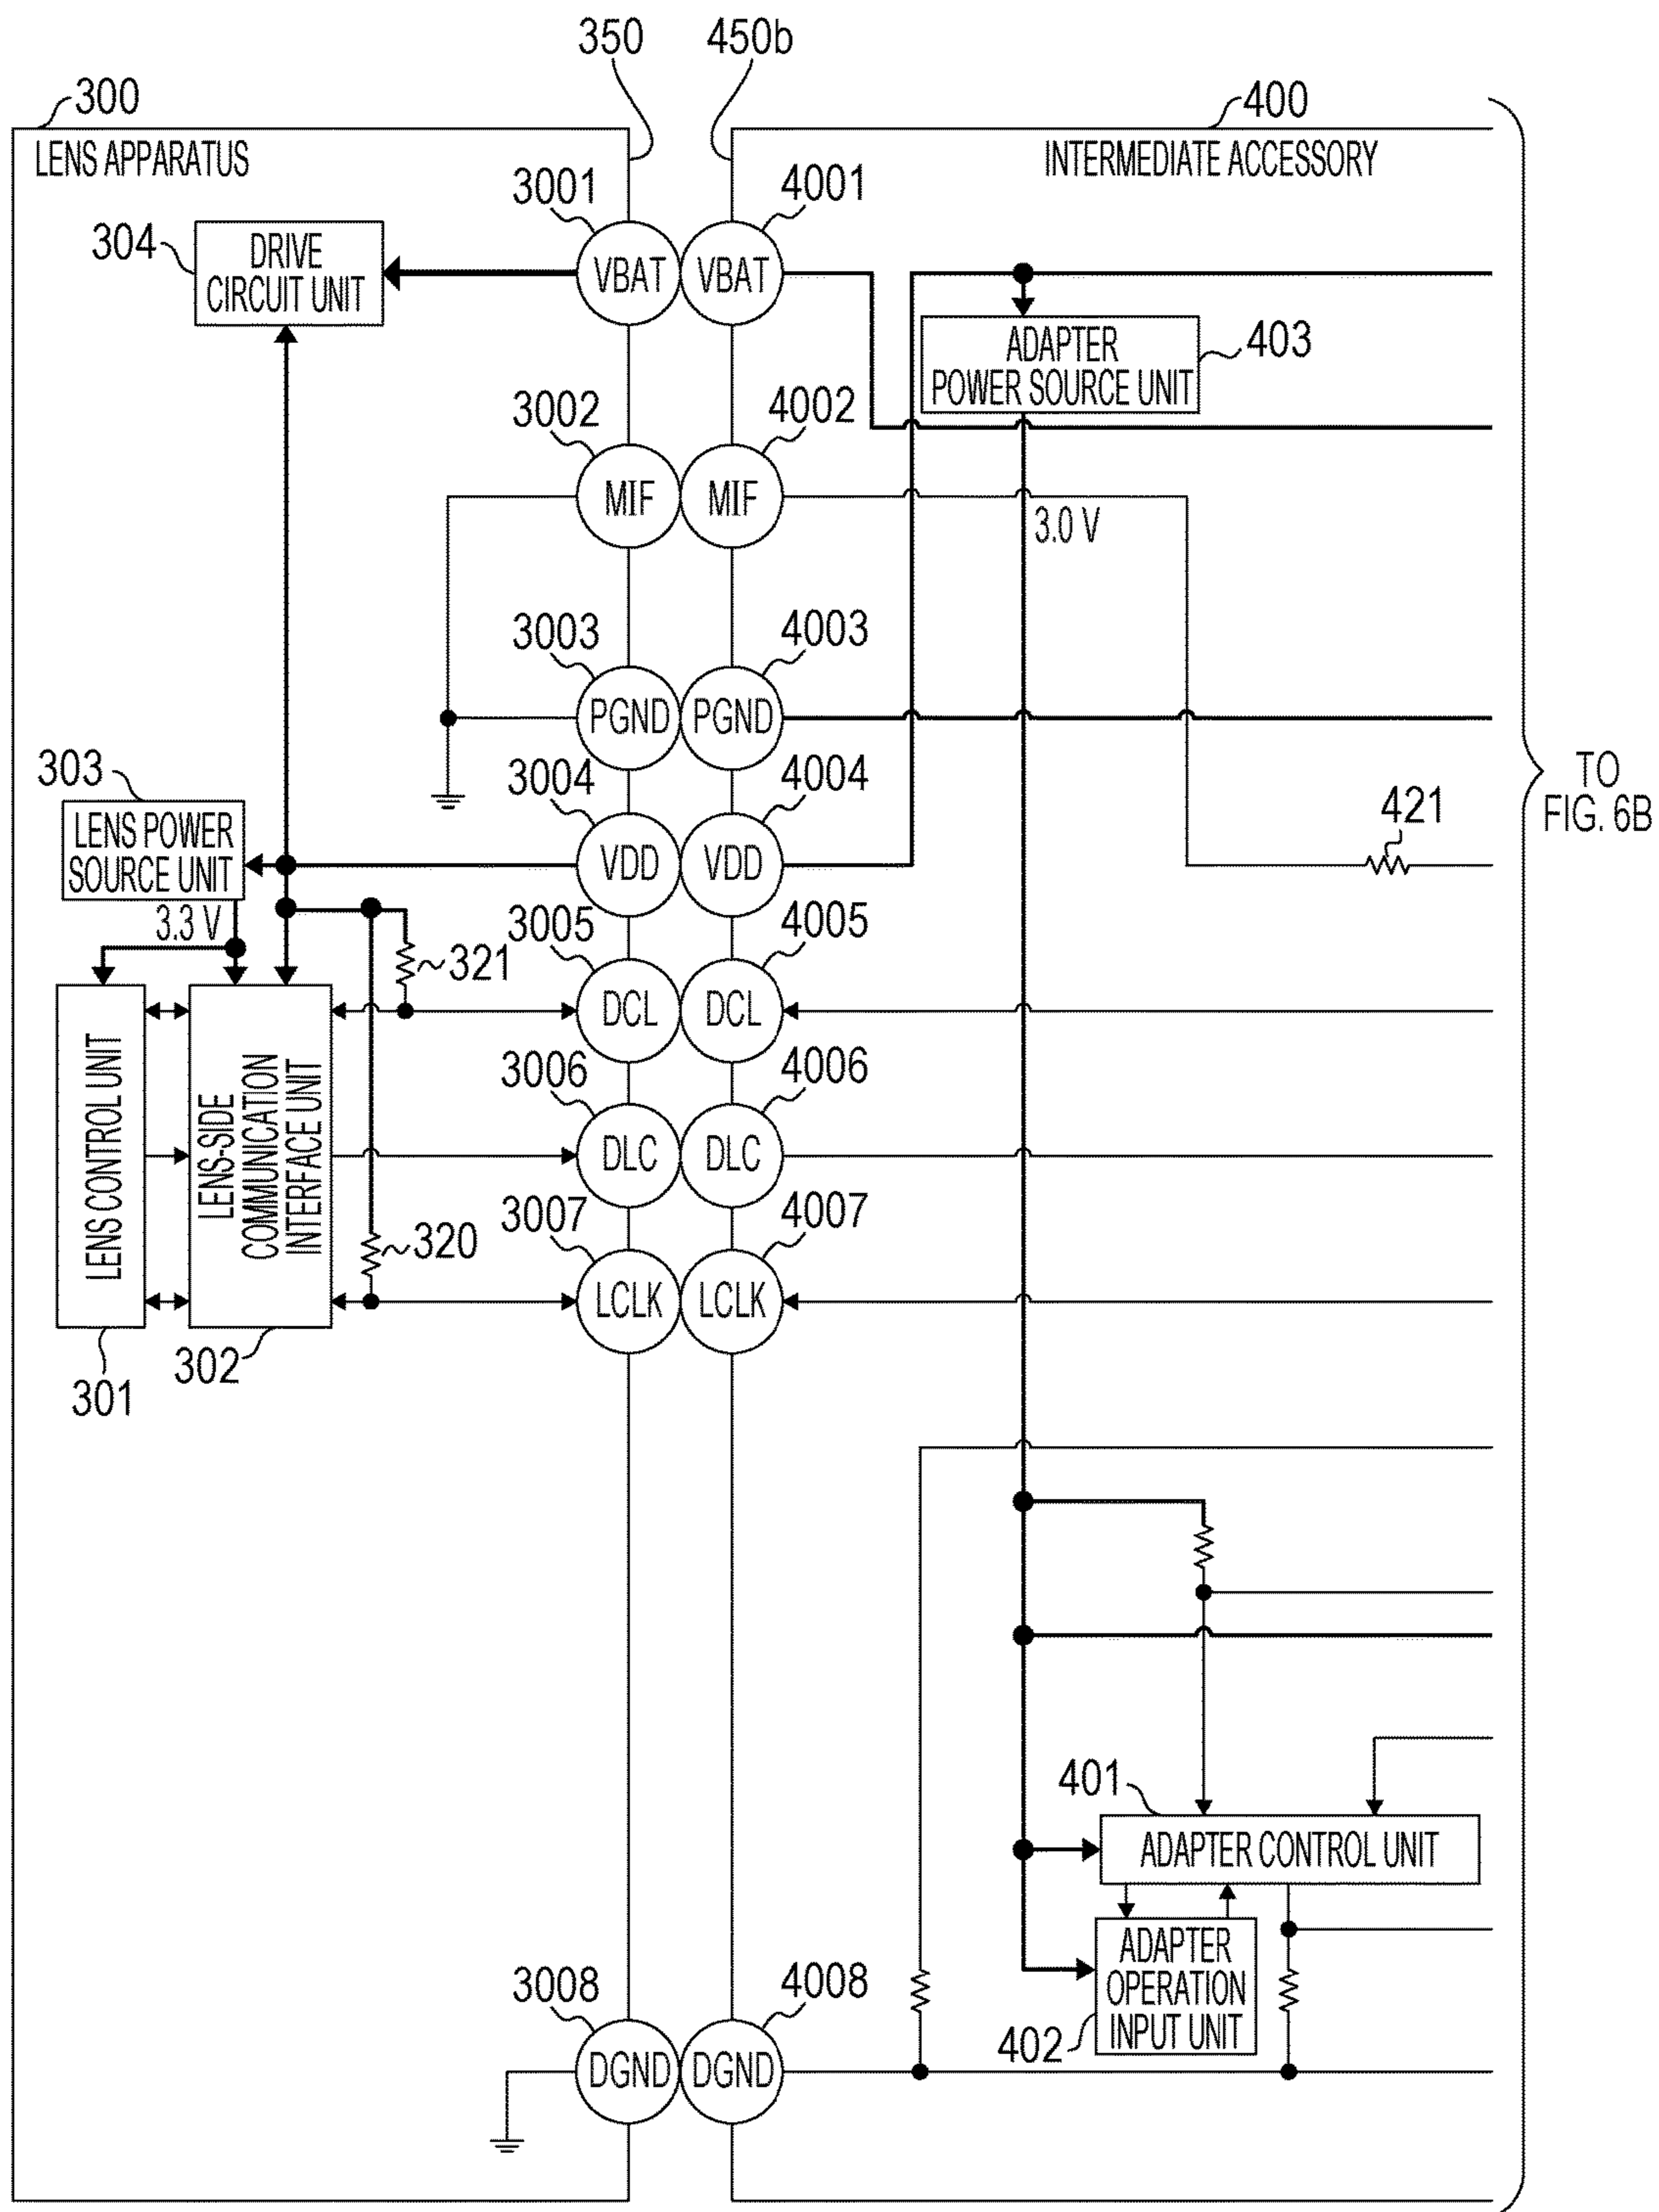 350
450b
300
400
LENS APPARATUS
INTERMEDIATE ACCESSORY
3001
4001
304
DRIVE
CIRCUIT UNIT
VBAT
VBAT
ADAPTER
POWER SOURCE UNIT
403
3002
4002
MIF
MIF
3.0 V
3003
4003
PGND
PGND
303
3004
4004
TO
FIG. 6B
LENS POWER
SOURCE UNIT
VDD
VDD
421
3.3 V
3005
4005
321
DCL
DCL
LENS CONTROL UNIT
LENS-SIDE
COMMUNICATION
INTERFACE UNIT
3006
4006
DLC
DLC
3007
4007
320
LCLK
LCLK
301
302
401
ADAPTER CONTROL UNIT
3008
4008
402
ADAPTER
OPERATION
INPUT UNIT
DGND
DGND